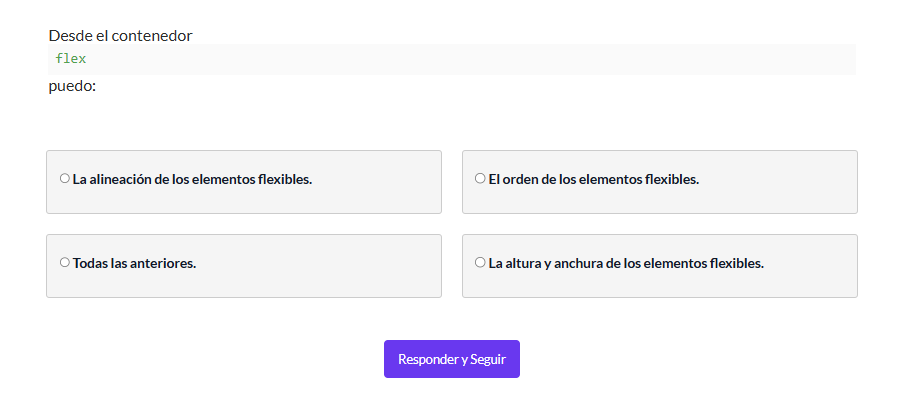 Desde el contenedor
flex
puedo:
La alineación de los elementos flexibles.
El orden de los elementos flexibles.
Todas las anteriores.
La altura y anchura de los elementos flexibles.
Responder y Seguir